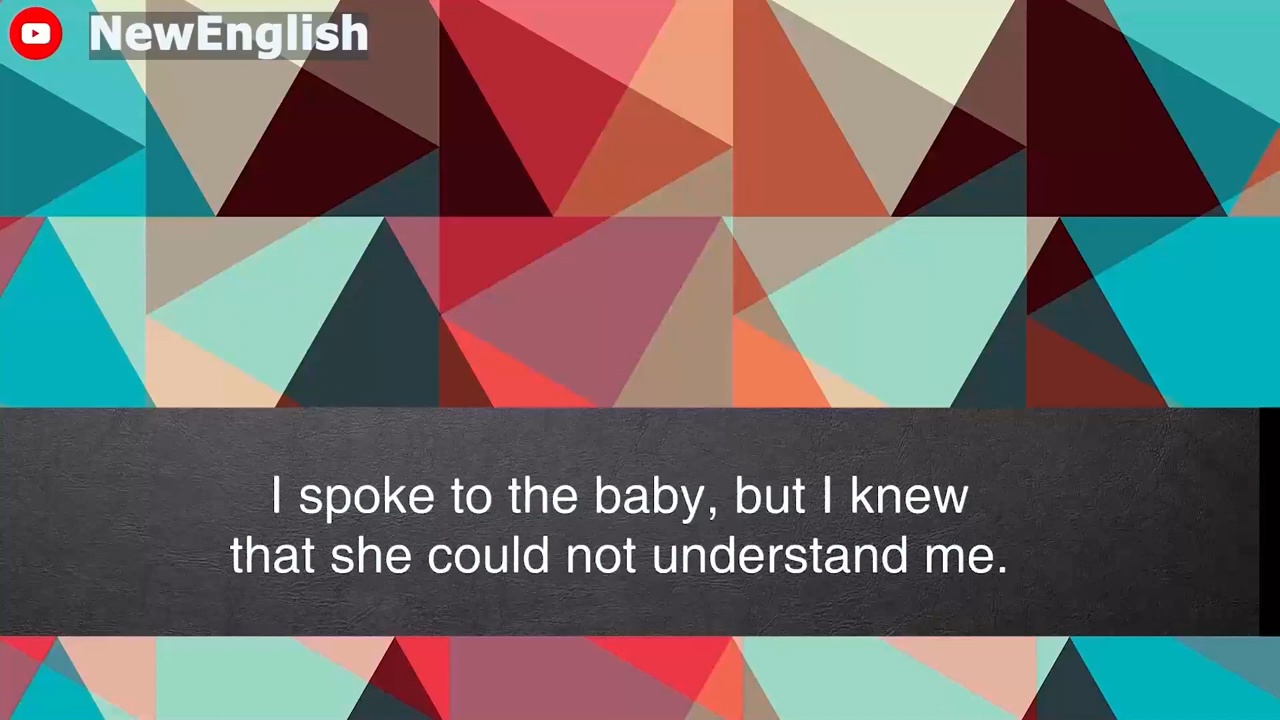 NewEnglish
I spoke to the baby, but I knew
that she could not understand me.